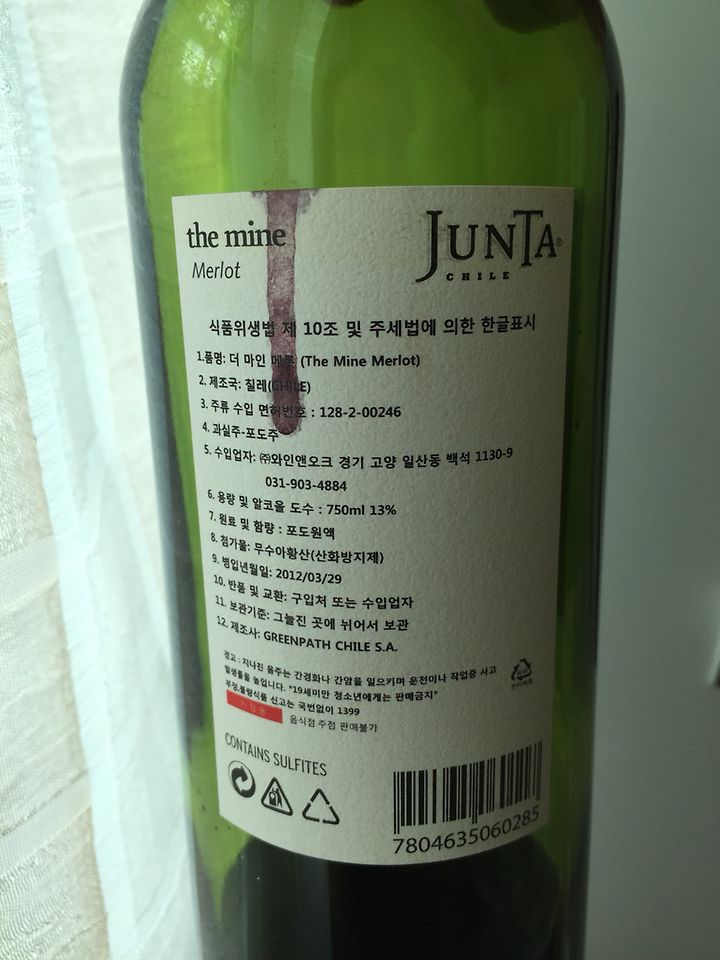 the mine
Merlot
JUNTA®
CHILE
식품위생법 제 10조 및 주세법에 의한 한글표시
1.품명: 더 마인 메롯 (The Mine Merlot)
2. 제조국: 칠레(CHILE)
3. 주류 수입 면허번호 : 128-2-00246
4. 과실주-포도주
5. 수입업자: ㈜와인앤오크 경기 고양 일산동 백석 1130-9
031-903-4884
6. 용량 및 알코올 도수 : 750ml 13%
7. 원료 및 함량 : 포도원액
8. 첨가물: 무수아황산(산화방지제)
9. 병입년월일: 2012/03/29
10. 반품 및 교환: 구입처 또는 수입업자
11. 보관기준: 그늘진 곳에 뉘어서 보관
12. 제조사: GREENPATH CHILE S.A.
경고 : 지나친 음주는 간경화나 간암을 일으키며 운전이나 작업중 사고
발생률을 높입니다. "19세미만 청소년에게는 판매금지"
부정,불량식품 신고는 국번없이 1399
음식점 주점 판매불가
CONTAINS SULFITES
7804635060285